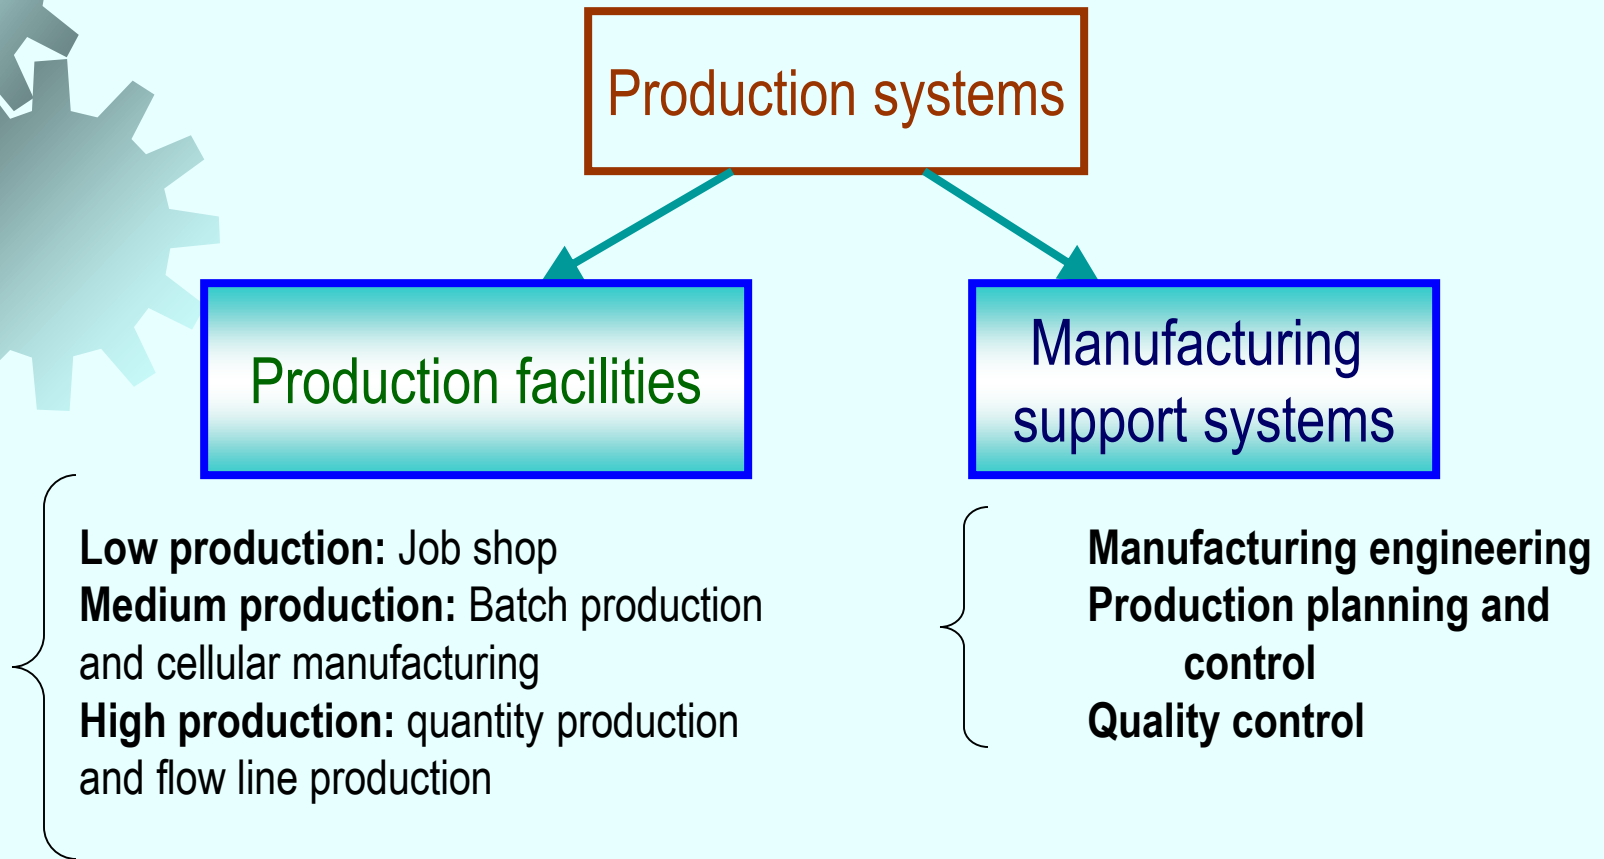 Production systems
Production facilities
Manufacturing
support systems
Low production: Job shop
Medium production: Batch production
and cellular manufacturing
High production: quantity production
and flow line production
Manufacturing engineering
Production planning and
control
Quality control